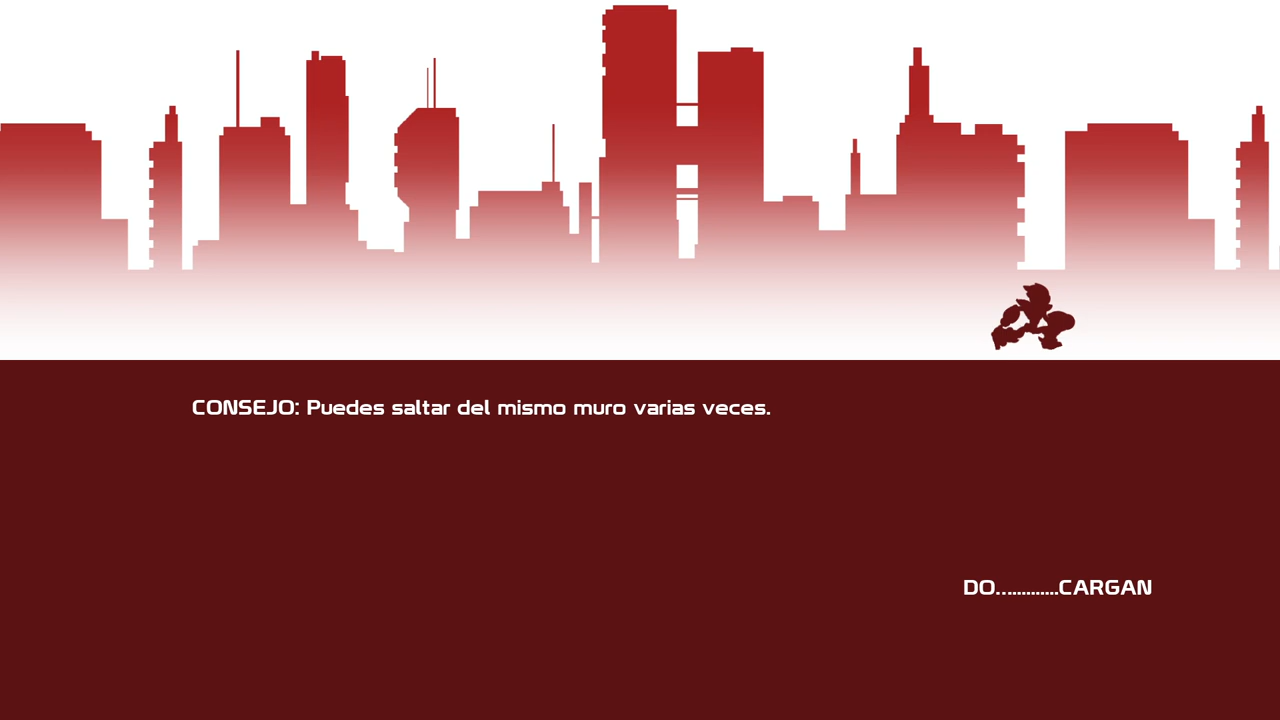 CONSEJO: Puedes saltar del mismo muro varias veces.
DO............CARGAN